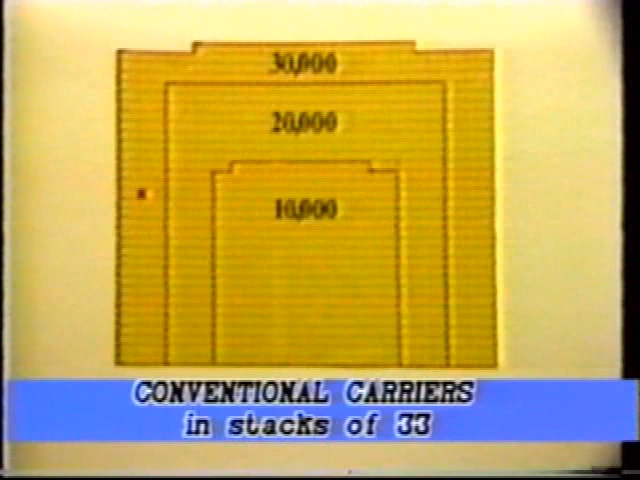 30,000
20,000
10,000
CONVENTIONAL CARRIERS
in stacks of 33